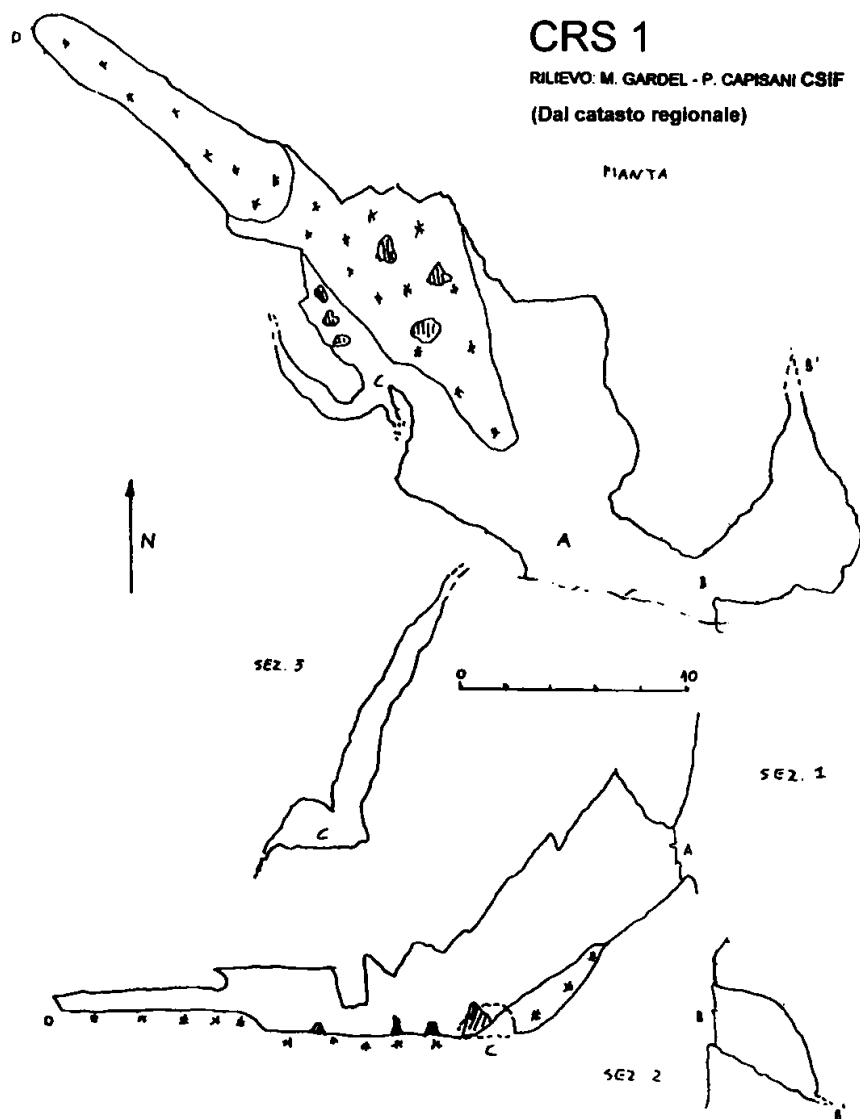 CRS 1
RILIEVO: M. GARDEL - P. CAPISANI CSIF
(Dal catasto regionale)
PIANTA
D
B'
C
A
B
N
SEZ. 3
0 10
SEZ. 1
C
A
D
C
B
SEZ 2
B'